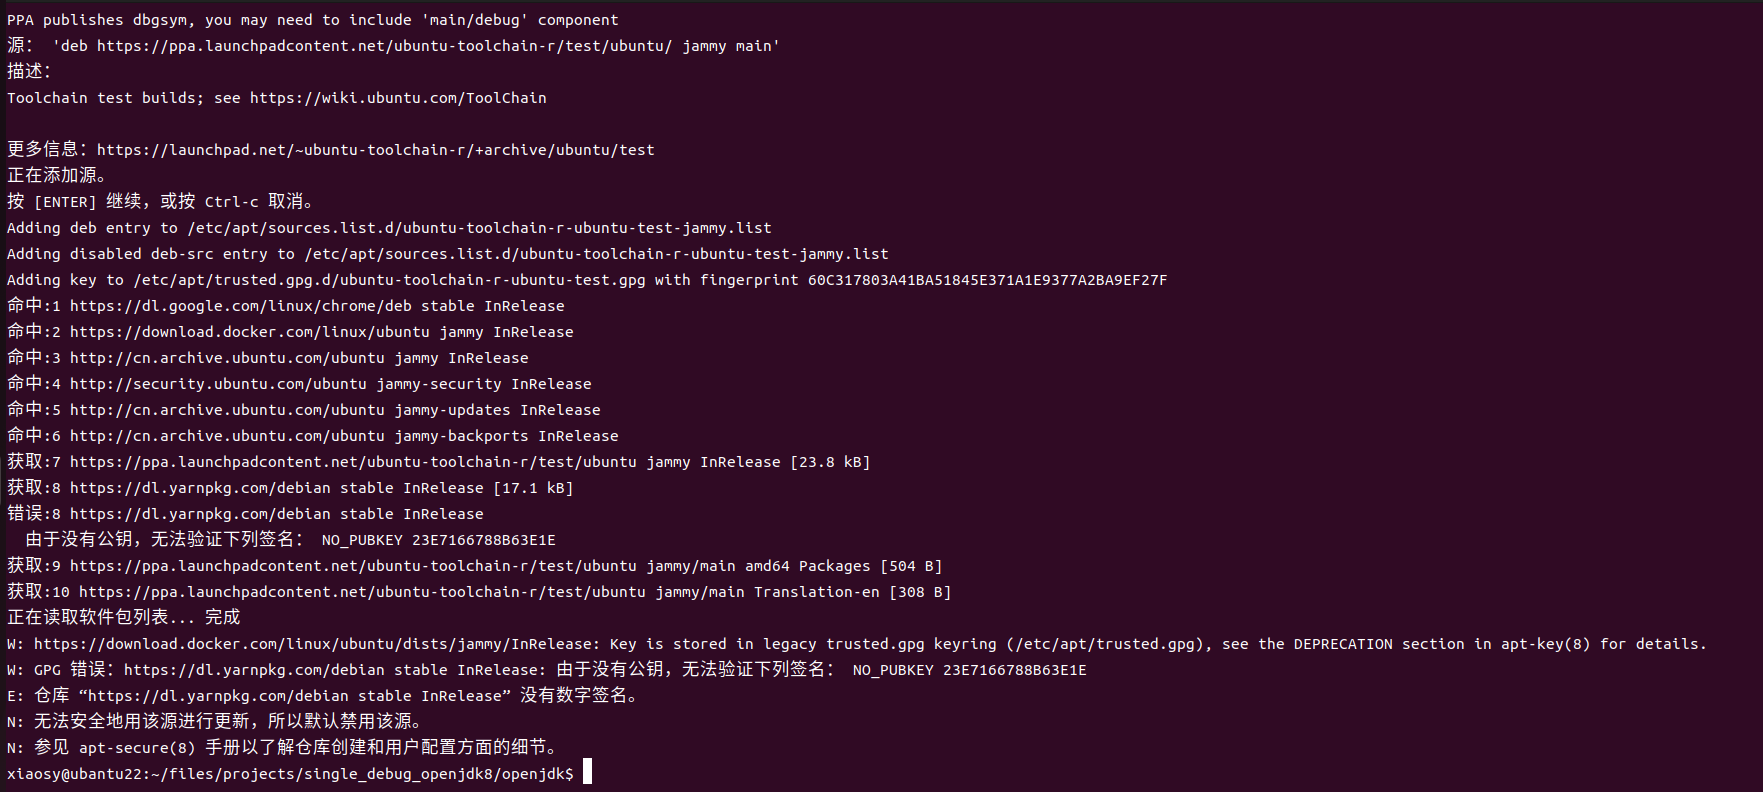 PPA publishes dbgsym, you may need to include 'main/debug' component
源： 'deb https://ppa.launchpadcontent.net/ubuntu-toolchain-r/test/ubuntu/ jammy main'
描述：
Toolchain test builds; see https://wiki.ubuntu.com/ToolChain
更多信息：https://launchpad.net/~ubuntu-toolchain-r/+archive/ubuntu/test
正在添加源。
按 [ENTER] 继续，或按 Ctrl-c 取消。
Adding deb entry to /etc/apt/sources.list.d/ubuntu-toolchain-r-ubuntu-test-jammy.list
Adding disabled deb-src entry to /etc/apt/sources.list.d/ubuntu-toolchain-r-ubuntu-test-jammy.list
Adding key to /etc/apt/trusted.gpg.d/ubuntu-toolchain-r-ubuntu-test.gpg with fingerprint 60C317803A41BA51845E371A1E9377A2BA9EF27F
命中:1 https://dl.google.com/linux/chrome/deb stable InRelease
命中:2 https://download.docker.com/linux/ubuntu jammy InRelease
命中:3 http://cn.archive.ubuntu.com/ubuntu jammy InRelease
命中:4 http://security.ubuntu.com/ubuntu jammy-security InRelease
命中:5 http://cn.archive.ubuntu.com/ubuntu jammy-updates InRelease
命中:6 http://cn.archive.ubuntu.com/ubuntu jammy-backports InRelease
获取:7 https://ppa.launchpadcontent.net/ubuntu-toolchain-r/test/ubuntu jammy InRelease [23.8 kB]
获取:8 https://dl.yarnpkg.com/debian stable InRelease [17.1 kB]
错误:8 https://dl.yarnpkg.com/debian stable InRelease
由于没有公钥，无法验证下列签名： NO_PUBKEY 23E7166788B63E1E
获取:9 https://ppa.launchpadcontent.net/ubuntu-toolchain-r/test/ubuntu jammy/main amd64 Packages [504 B]
获取:10 https://ppa.launchpadcontent.net/ubuntu-toolchain-r/test/ubuntu jammy/main Translation-en [308 B]
正在读取软件包列表... 完成
W: https://download.docker.com/linux/ubuntu/dists/jammy/InRelease: Key is stored in legacy trusted.gpg keyring (/etc/apt/trusted.gpg), see the DEPRECATION section in apt-key(8) for details.
W: GPG 错误：https://dl.yarnpkg.com/debian stable InRelease: 由于没有公钥，无法验证下列签名： NO_PUBKEY 23E7166788B63E1E
E: 仓库 “https://dl.yarnpkg.com/debian stable InRelease” 没有数字签名。
N: 无法安全地用该源进行更新，所以默认禁用该源。
N: 参见 apt-secure(8) 手册以了解仓库创建和用户配置方面的细节。
xiaosy@ubantu22:~/files/projects/single_debug_openjdk8/openjdk$